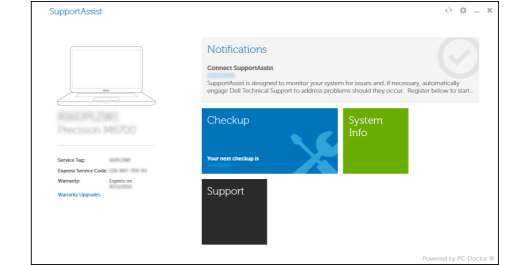 SupportAssist
Notifications
Connect SupportAssist
SupportAssist is designed to monitor your system for issues and, if necessary, automatically
engage Dell Technical Support to address problems should they occur. Register below to start...
Precision M6700
Checkup
Your next checkup is
System
Info
Service Tag:
Express Service Code:
Warranty: Expires on
Warranty Upgrades
Support
Powered by PC-Doctor ®